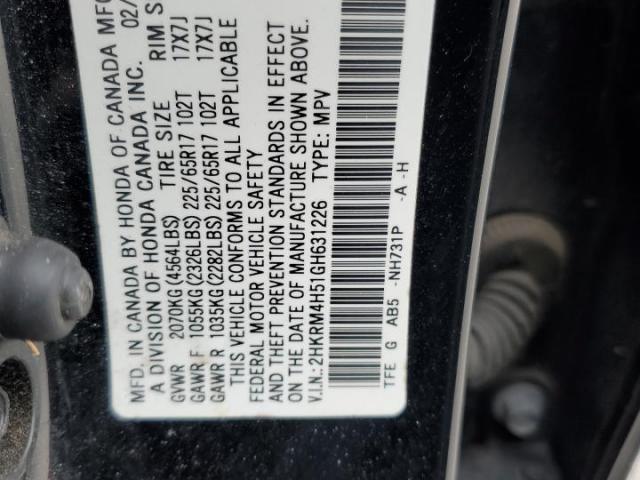 MFD. IN CANADA BY HONDA OF CANADA MFG
A DIVISION OF HONDA CANADA INC. 02/
GVWR 2070KG (4564LBS) TIRE SIZE RIM S
GAWR F 1055KG (2326LBS) 225/65R17 102T 17X7J
GAWR R 1035KG (2282LBS) 225/65R17 102T 17X7J
THIS VEHICLE CONFORMS TO ALL APPLICABLE
FEDERAL MOTOR VEHICLE SAFETY
AND THEFT PREVENTION STANDARDS IN EFFECT
ON THE DATE OF MANUFACTURE SHOWN ABOVE.
V.I.N.: 2HKRM4H51GH631226 TYPE: MPV
TFE G AB5 -NH731P -A -H